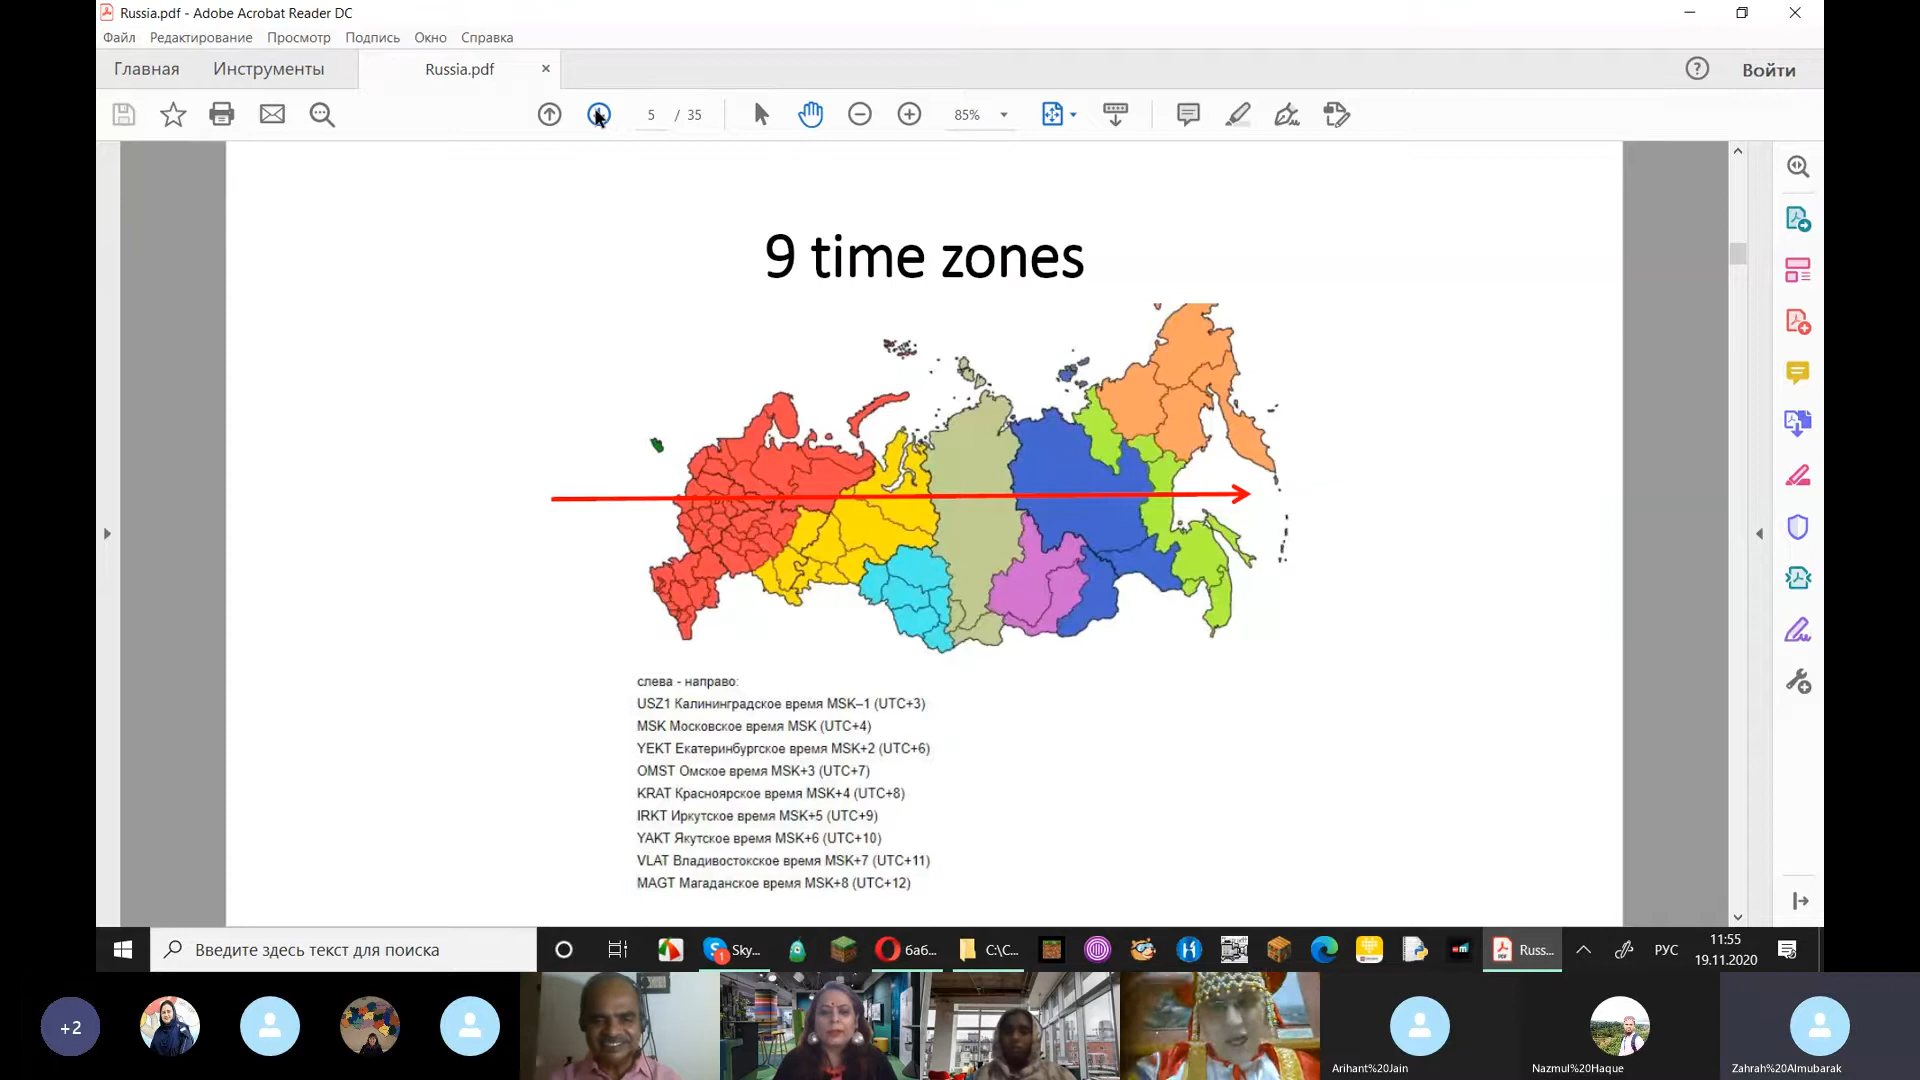 Russia.pdf - Adobe Acrobat Reader DC
Файл Редактирование Просмотр Подпись Окно Справка
Главная Инструменты Russia.pdf × Войти
5 / 35 85%
9 time zones
слева - направо:
USZ1 Калининградское время MSK–1 (UTC+3)
MSK Московское время MSK (UTC+4)
YEKT Екатеринбургское время MSK+2 (UTC+6)
OMST Омское время MSK+3 (UTC+7)
KRAT Красноярское время MSK+4 (UTC+8)
IRKT Иркутское время MSK+5 (UTC+9)
YAKT Якутское время MSK+6 (UTC+10)
VLAT Владивостокское время MSK+7 (UTC+11)
MAGT Магаданское время MSK+8 (UTC+12)
Введите здесь текст для поиска
1 Sky... баб... C:\C... Russ... РУС 11:55
19.11.2020
+2
Arihant%20Jain Nazmul%20Haque Zahrah%20Almubarak